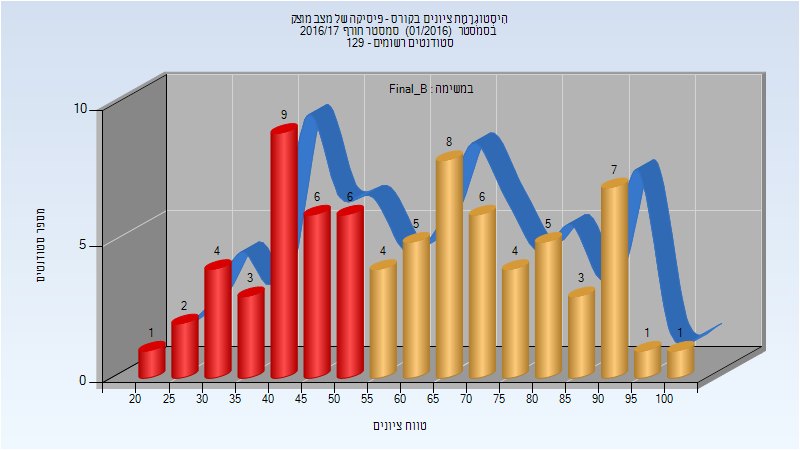 היסטוגרמת ציונים בקורס - פיסיקה של מצב מוצק
בסמסטר (01/2016) סמסטר חורף 2016/17
סטודנטים רשומים - 129
במשימה : Final_B
מספר סטודנטים
10
5
0
1
2
4
3
9
6
6
4
5
8
6
4
5
3
7
1
1
20 25 30 35 40 45 50 55 60 65 70 75 80 85 90 95 100
טווח ציונים